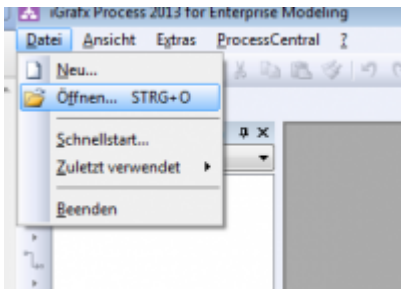 iGrafx Process 2013 for Enterprise Modeling
Datei Ansicht Extras ProcessCentral ?
Neu...
Öffnen... STRG+O
Schnellstart...
Zuletzt verwendet
Beenden